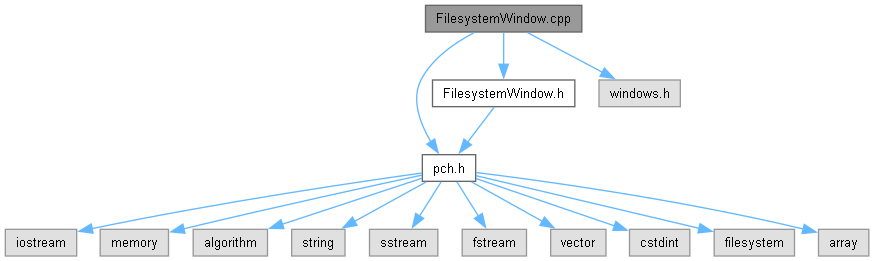 FilesystemWindow.cpp
FilesystemWindow.h
windows.h
pch.h
iostream
memory
algorithm
string
sstream
fstream
vector
cstdint
filesystem
array